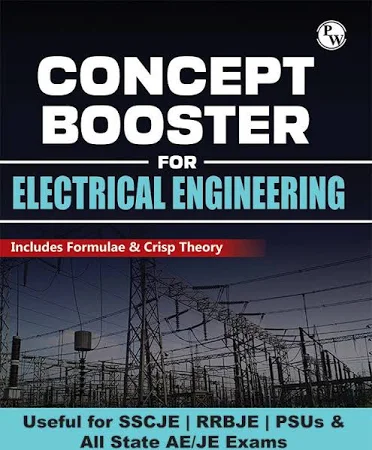 PW
CONCEPT
BOOSTER
FOR
ELECTRICAL ENGINEERING
Includes Formulae & Crisp Theory
Useful for SSCJE | RRBJE | PSUs &
All State AE/JE Exams